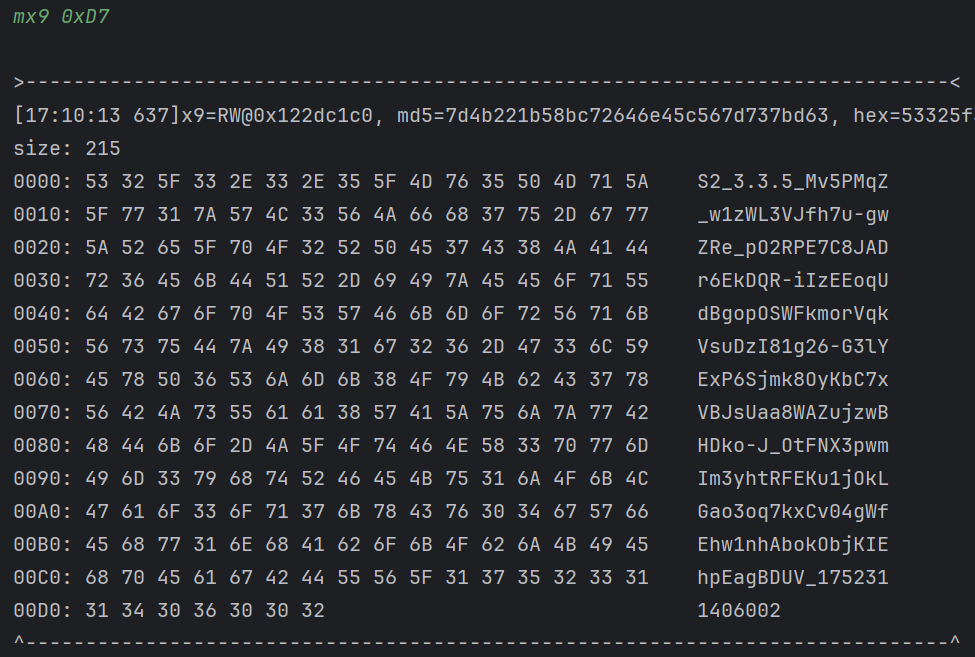 mx9 0xD7
>-----------------------------------------------------------------------------<
[17:10:13 637]x9=RW@0x122dc1c0, md5=7d4b221b58bc72646e45c567d737bd63, hex=53325f
size: 215
0000: 53 32 5F 33 2E 33 2E 35 5F 4D 76 35 50 4D 71 5A    S2_3.3.5_Mv5PMqZ
0010: 5F 77 31 7A 57 4C 33 56 4A 66 68 37 75 2D 67 77    _w1zWL3VJfh7u-gw
0020: 5A 52 65 5F 70 4F 32 52 50 45 37 43 38 4A 41 44    ZRe_pO2RPE7C8JAD
0030: 72 36 45 6B 44 51 52 2D 69 49 7A 45 45 6F 71 55    r6EkDQR-iIzEEoqU
0040: 64 42 67 6F 70 4F 53 57 46 6B 6D 6F 72 56 71 6B    dBgopOSWFkmorVqk
0050: 56 73 75 44 7A 49 38 31 67 32 36 2D 47 33 6C 59    VsuDzI81g26-G3lY
0060: 45 78 50 36 53 6A 6D 6B 38 4F 79 4B 62 43 37 78    ExP6Sjmk8OyKbC7x
0070: 56 42 4A 73 55 61 61 38 57 41 5A 75 6A 7A 77 42    VBJsUaa8WAZujzwB
0080: 48 44 6B 6F 2D 4A 5F 4F 74 46 4E 58 33 70 77 6D    HDko-J_OtFNX3pwm
0090: 49 6D 33 79 68 74 52 46 45 4B 75 31 6A 4F 6B 4C    Im3yhtRFEKu1jOkL
00A0: 47 61 6F 33 6F 71 37 6B 78 43 76 30 34 67 57 66    Gao3oq7kxCv04gWf
00B0: 45 68 77 31 6E 68 41 62 6F 6B 4F 62 6A 4B 49 45    Ehw1nhAbokObjKIE
00C0: 68 70 45 61 67 42 44 55 56 5F 31 37 35 32 33 31    hpEagBDUV_175231
00D0: 31 34 30 36 30 30 32                               1406002
^-----------------------------------------------------------------------------^